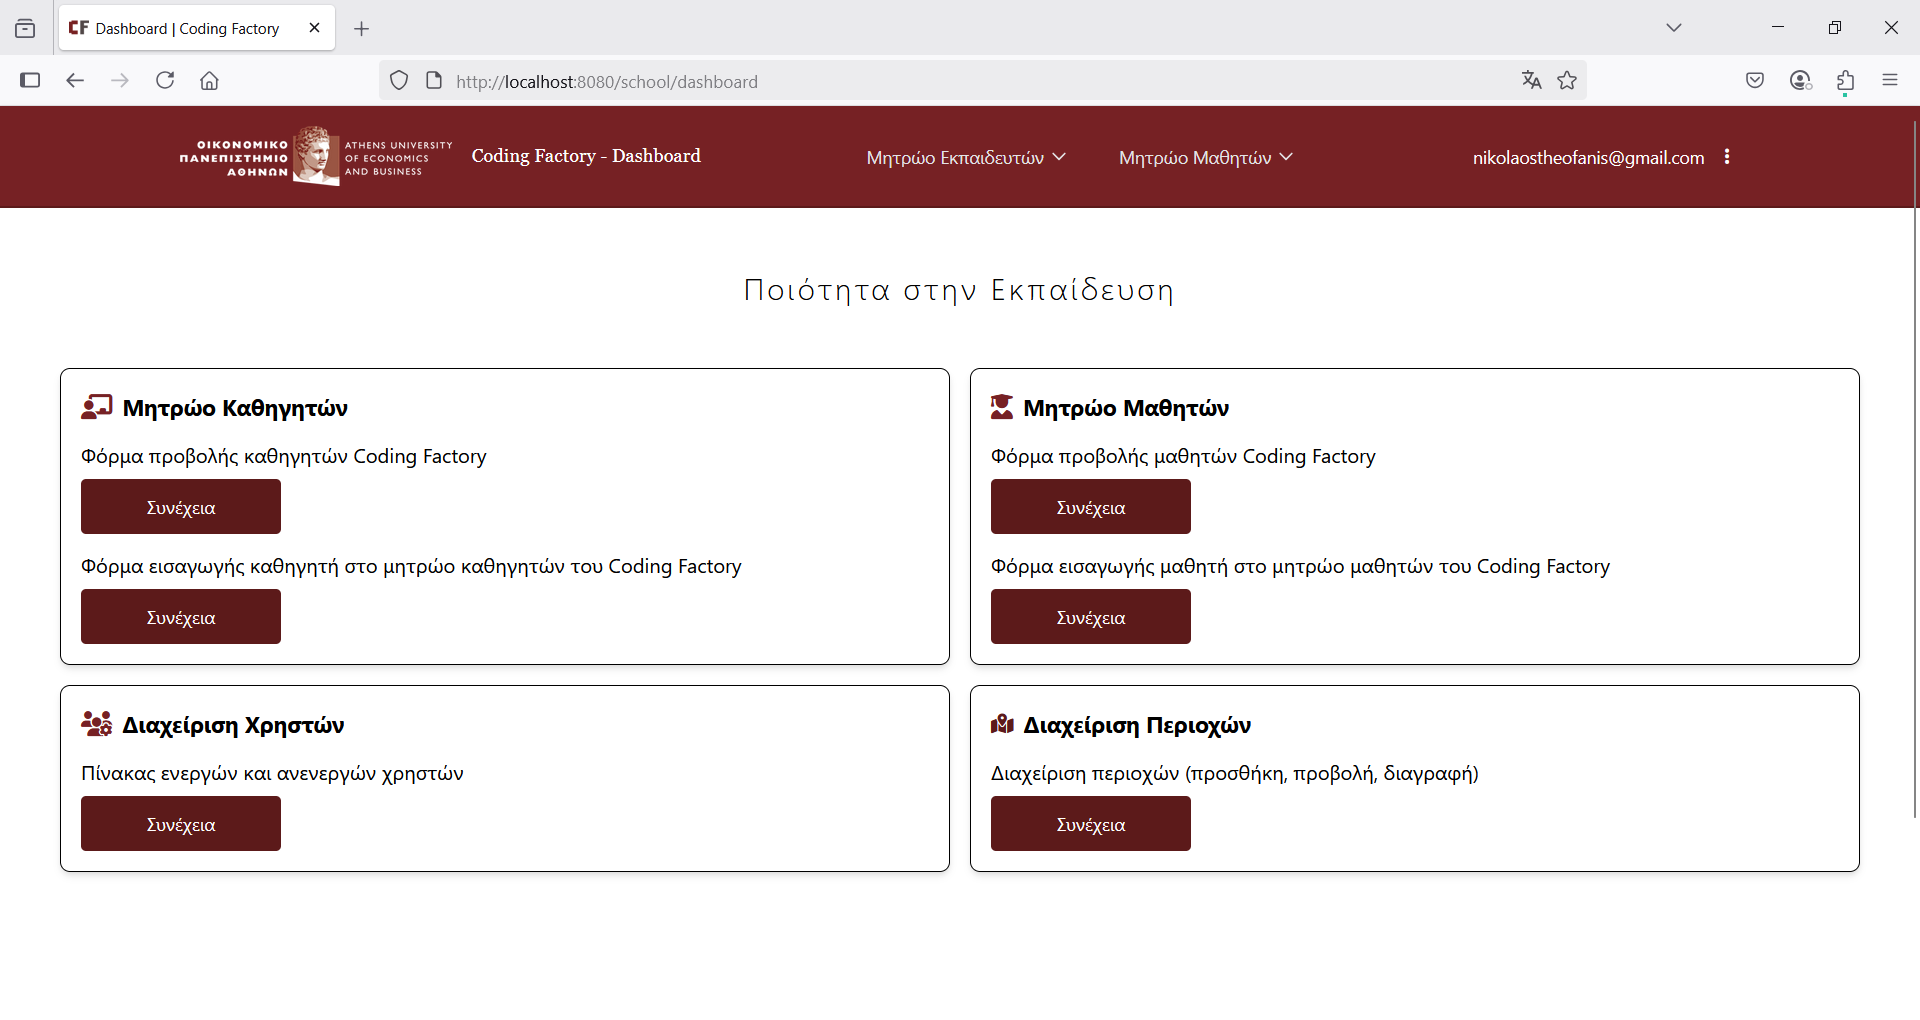 CF Dashboard | Coding Factory
http://localhost:8080/school/dashboard
ΟΙΚΟΝΟΜΙΚΟ
ΠΑΝΕΠΙΣΤΗΜΙΟ
ΑΘΗΝΩΝ
ATHENS UNIVERSITY
OF ECONOMICS
AND BUSINESS
Coding Factory - Dashboard
Μητρώο Εκπαιδευτών
Μητρώο Μαθητών
nikolaostheofanis@gmail.com
Ποιότητα στην Εκπαίδευση
Μητρώο Καθηγητών
Φόρμα προβολής καθηγητών Coding Factory
Συνέχεια
Φόρμα εισαγωγής καθηγητή στο μητρώο καθηγητών του Coding Factory
Συνέχεια
Μητρώο Μαθητών
Φόρμα προβολής μαθητών Coding Factory
Συνέχεια
Φόρμα εισαγωγής μαθητή στο μητρώο μαθητών του Coding Factory
Συνέχεια
Διαχείριση Χρηστών
Πίνακας ενεργών και ανενεργών χρηστών
Συνέχεια
Διαχείριση Περιοχών
Διαχείριση περιοχών (προσθήκη, προβολή, διαγραφή)
Συνέχεια